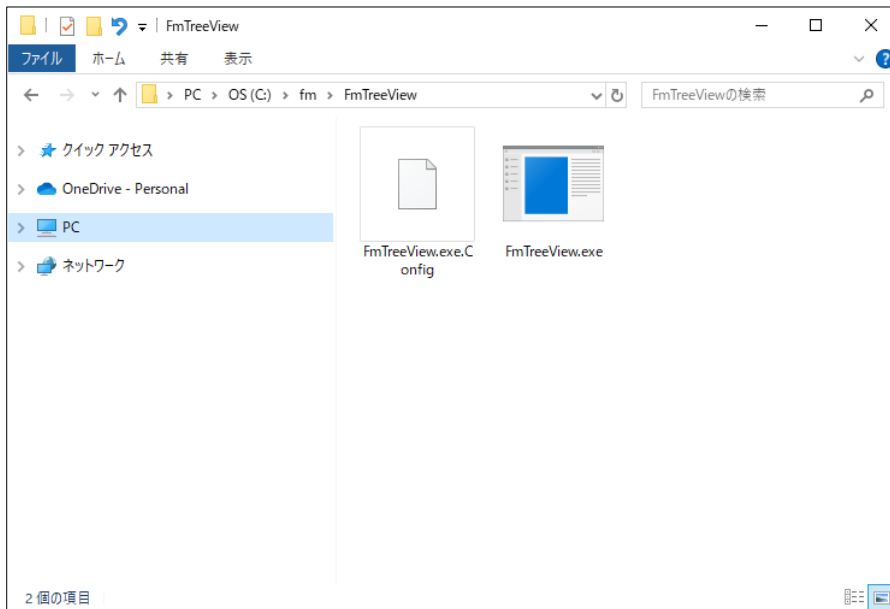 FmTreeView
ファイル ホーム 共有 表示
PC OS (C:) fm FmTreeView
FmTreeViewの検索
クイック アクセス
OneDrive - Personal
PC
ネットワーク
FmTreeView.exe.C
onfig
FmTreeView.exe
2 個の項目